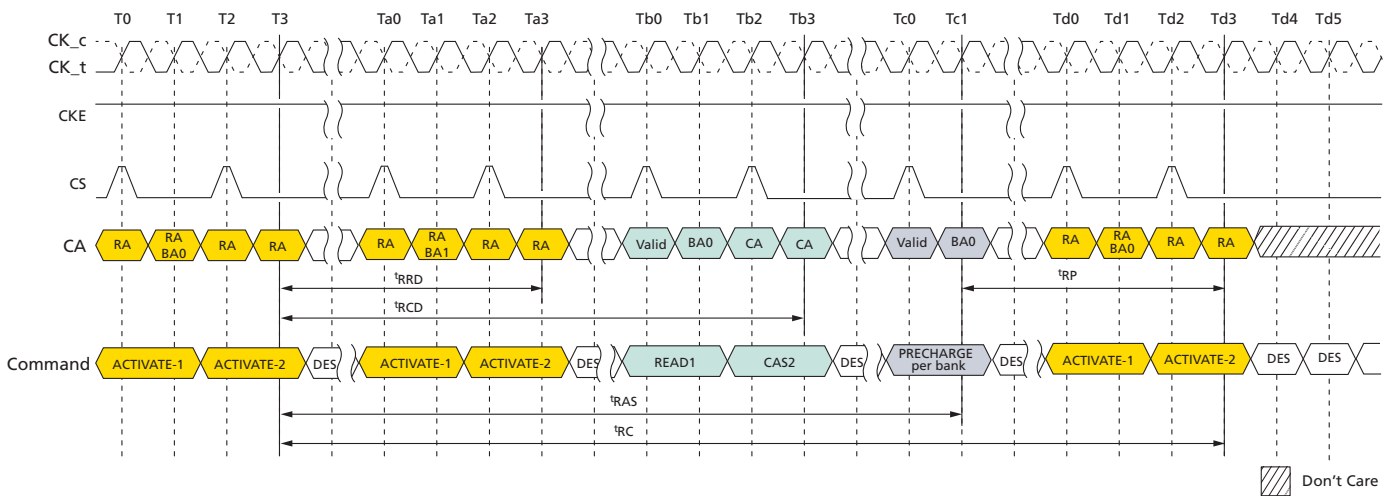 T0 T1 T2 T3 Ta0 Ta1 Ta2 Ta3 Tb0 Tb1 Tb2 Tb3 Tc0 Tc1 Td0 Td1 Td2 Td3 Td4 Td5
CK_c
CK_t
CKE
CS
CA RA RA BA0 RA RA RA RA BA1 RA RA Valid BA0 CA CA Valid BA0 RA RA BA0 RA RA
tRRD tRP
tRCD
Command ACTIVATE-1 ACTIVATE-2 DES ACTIVATE-1 ACTIVATE-2 DES READ1 CAS2 DES PRECHARGE per bank DES ACTIVATE-1 ACTIVATE-2 DES DES
tRAS
tRC
Don't Care